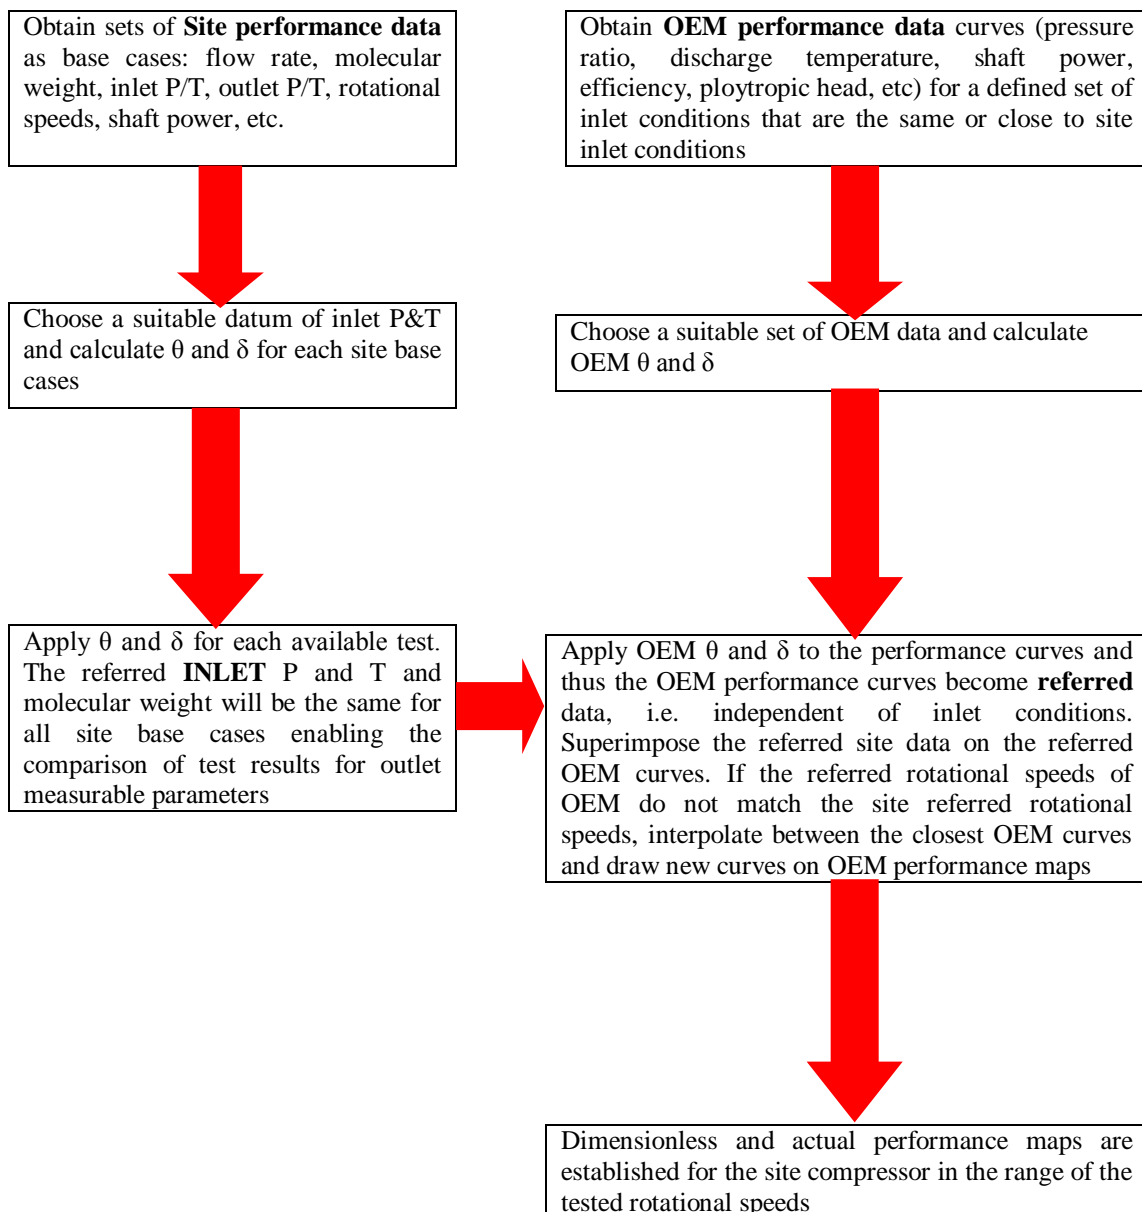 Obtain sets of Site performance data
as base cases: flow rate, molecular
weight, inlet P/T, outlet P/T, rotational
speeds, shaft power, etc.
Obtain OEM performance data curves (pressure
ratio, discharge temperature, shaft power,
efficiency, ploytropic head, etc) for a defined set of
inlet conditions that are the same or close to site
inlet conditions
Choose a suitable datum of inlet P&T
and calculate θ and δ for each site base
cases
Choose a suitable set of OEM data and calculate
OEM θ and δ
Apply θ and δ for each available test.
The referred INLET P and T and
molecular weight will be the same for
all site base cases enabling the
comparison of test results for outlet
measurable parameters
Apply OEM θ and δ to the performance curves and
thus the OEM performance curves become referred
data, i.e. independent of inlet conditions.
Superimpose the referred site data on the referred
OEM curves. If the referred rotational speeds of
OEM do not match the site referred rotational
speeds, interpolate between the closest OEM curves
and draw new curves on OEM performance maps
Dimensionless and actual performance maps are
established for the site compressor in the range of the
tested rotational speeds